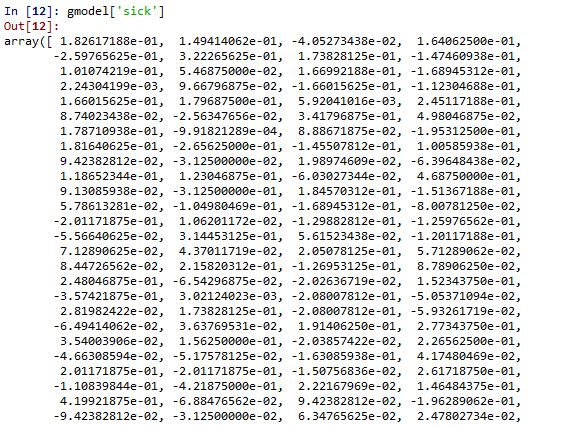 In [12]: gmodel['sick']
Out[12]:
array([ 1.82617188e-01, 1.49414062e-01, -4.05273438e-02, 1.64062500e-01,
-2.59765625e-01, 3.22265625e-01, 1.73828125e-01, -1.47460938e-01,
1.01074219e-01, 5.46875000e-02, 1.66992188e-01, -1.68945312e-01,
2.24304199e-03, 9.66796875e-02, -1.66015625e-01, -1.12304688e-01,
1.66015625e-01, 1.79687500e-01, 5.92041016e-03, 2.45117188e-01,
8.74023438e-02, -2.56347656e-02, 3.41796875e-01, 4.98046875e-02,
1.78710938e-01, -9.91821289e-04, 8.88671875e-02, -1.95312500e-01,
1.81640625e-01, -2.65625000e-01, -1.45507812e-01, 1.00585938e-01,
9.42382812e-02, -3.12500000e-02, 1.98974609e-02, -6.39648438e-02,
1.18652344e-01, 1.23046875e-01, -6.03027344e-02, 4.68750000e-01,
9.13085938e-02, -3.12500000e-01, 1.84570312e-01, -1.51367188e-01,
5.78613281e-02, -1.04980469e-01, -1.68945312e-01, -8.00781250e-02,
-2.01171875e-01, 1.06201172e-02, -1.29882812e-01, -1.25976562e-01,
-5.56640625e-02, 3.14453125e-01, 5.61523438e-02, -1.20117188e-01,
7.12890625e-02, 4.37011719e-02, 2.05078125e-01, 5.71289062e-02,
8.44726562e-02, 2.15820312e-01, -1.26953125e-01, 8.78906250e-02,
2.48046875e-01, -6.54296875e-02, -2.02636719e-02, 1.52343750e-01,
-3.57421875e-01, 3.02124023e-03, -2.08007812e-01, -5.05371094e-02,
2.81982422e-02, 1.73828125e-01, -2.08007812e-01, -5.93261719e-02,
-6.49414062e-02, 3.63769531e-02, 1.91406250e-01, 2.77343750e-01,
3.54003906e-02, 1.56250000e-01, -2.03857422e-02, 2.26562500e-01,
-4.66308594e-02, -5.17578125e-02, -1.63085938e-01, 4.17480469e-02,
2.01171875e-01, -2.01171875e-01, -1.50756836e-02, 2.61718750e-01,
-1.10839844e-01, -4.21875000e-01, 2.22167969e-02, 1.46484375e-01,
4.19921875e-01, -6.88476562e-02, 9.42382812e-02, -1.96289062e-01,
-9.42382812e-02, -3.12500000e-02, 6.34765625e-02, 2.47802734e-02,